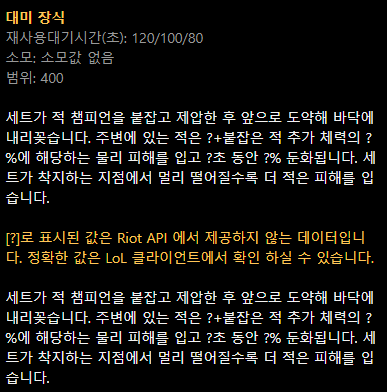 대미 장식
재사용대기시간(초): 120/100/80
소모: 소모값 없음
범위: 400
세트가 적 챔피언을 붙잡고 제압한 후 앞으로 도약해 바닥에
내리꽂습니다. 주변에 있는 적은 ?+붙잡은 적 추가 체력의 ?
%에 해당하는 물리 피해를 입고 ?초 동안 ?% 둔화됩니다. 세
트가 착지하는 지점에서 멀리 떨어질수록 더 적은 피해를 입
습니다.
[?]로 표시된 값은 Riot API 에서 제공하지 않는 데이터입니
다. 정확한 값은 LoL 클라이언트에서 확인 하실 수 있습니다.
세트가 적 챔피언을 붙잡고 제압한 후 앞으로 도약해 바닥에
내리꽂습니다. 주변에 있는 적은 ?+붙잡은 적 추가 체력의 ?
%에 해당하는 물리 피해를 입고 ?초 동안 ?% 둔화됩니다. 세
트가 착지하는 지점에서 멀리 떨어질수록 더 적은 피해를 입
습니다.